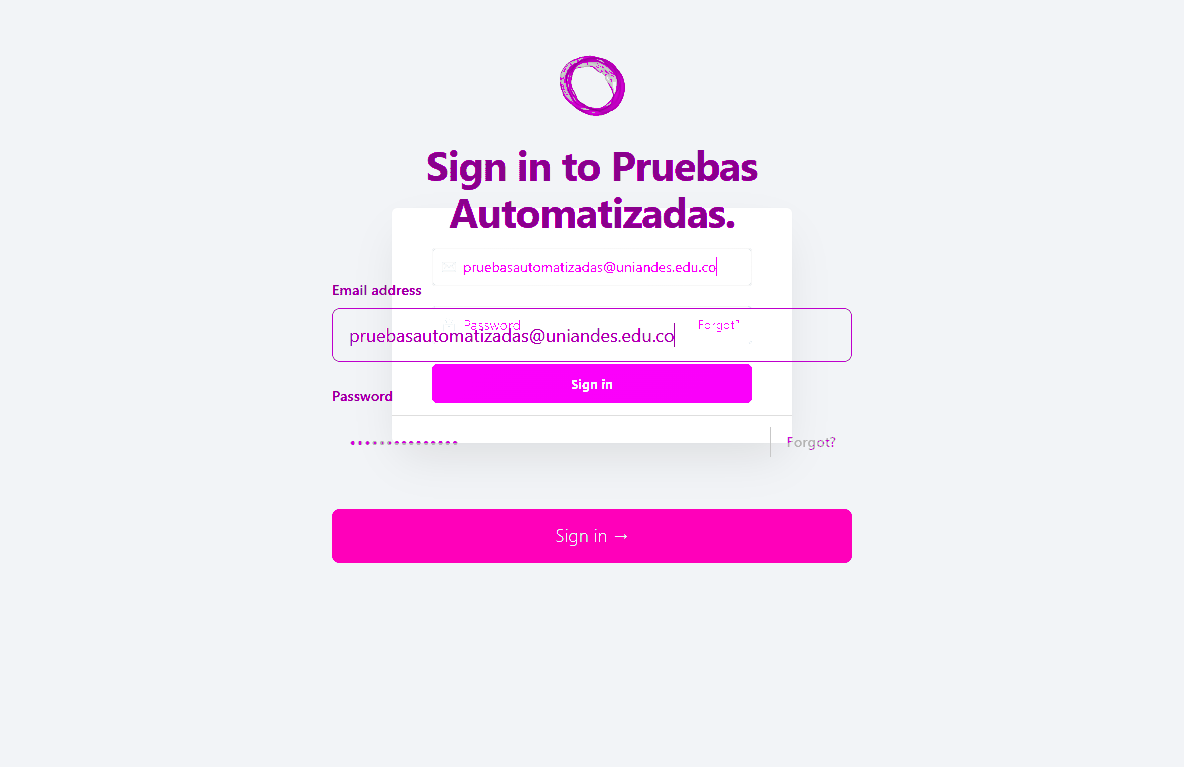 Sign in to Pruebas
Automatizadas.
pruebasautomatizadas@uniandes.edu.co
Email address
Password Forgot?
pruebasautomatizadas@uniandes.edu.co
Sign in
Password
•••••••••••••••
Forgot?
Sign in →